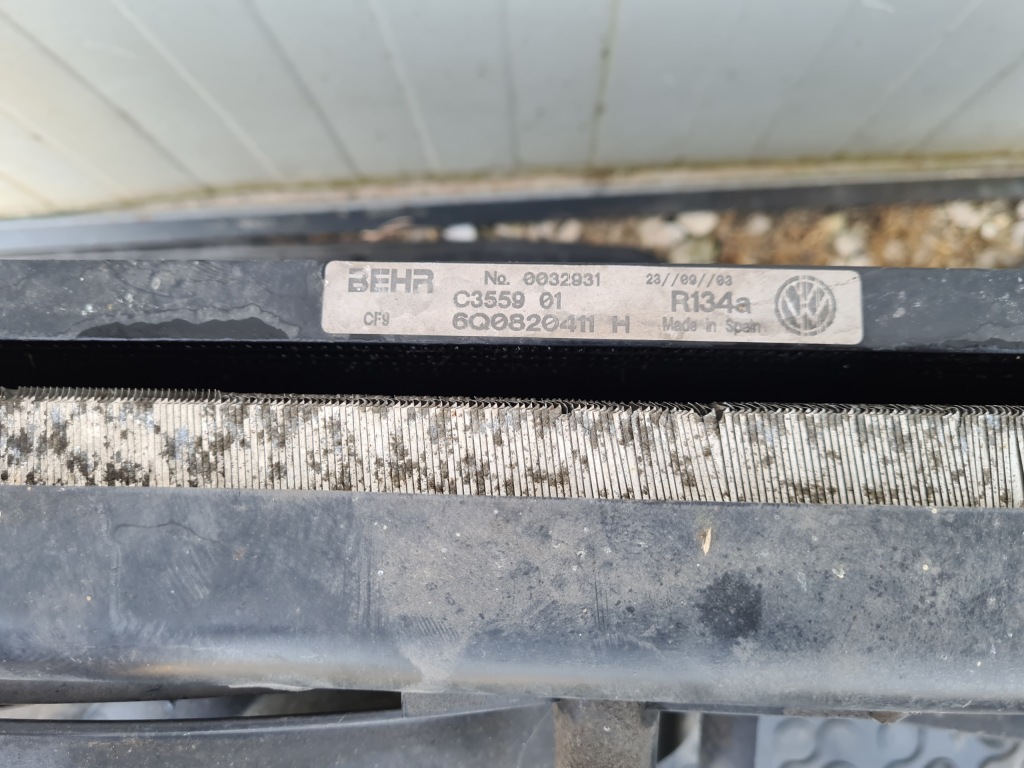 BEHR No. 0032931 23//09//03
C3559 01 R134a
CF9 6Q0820411 H Made in Spain